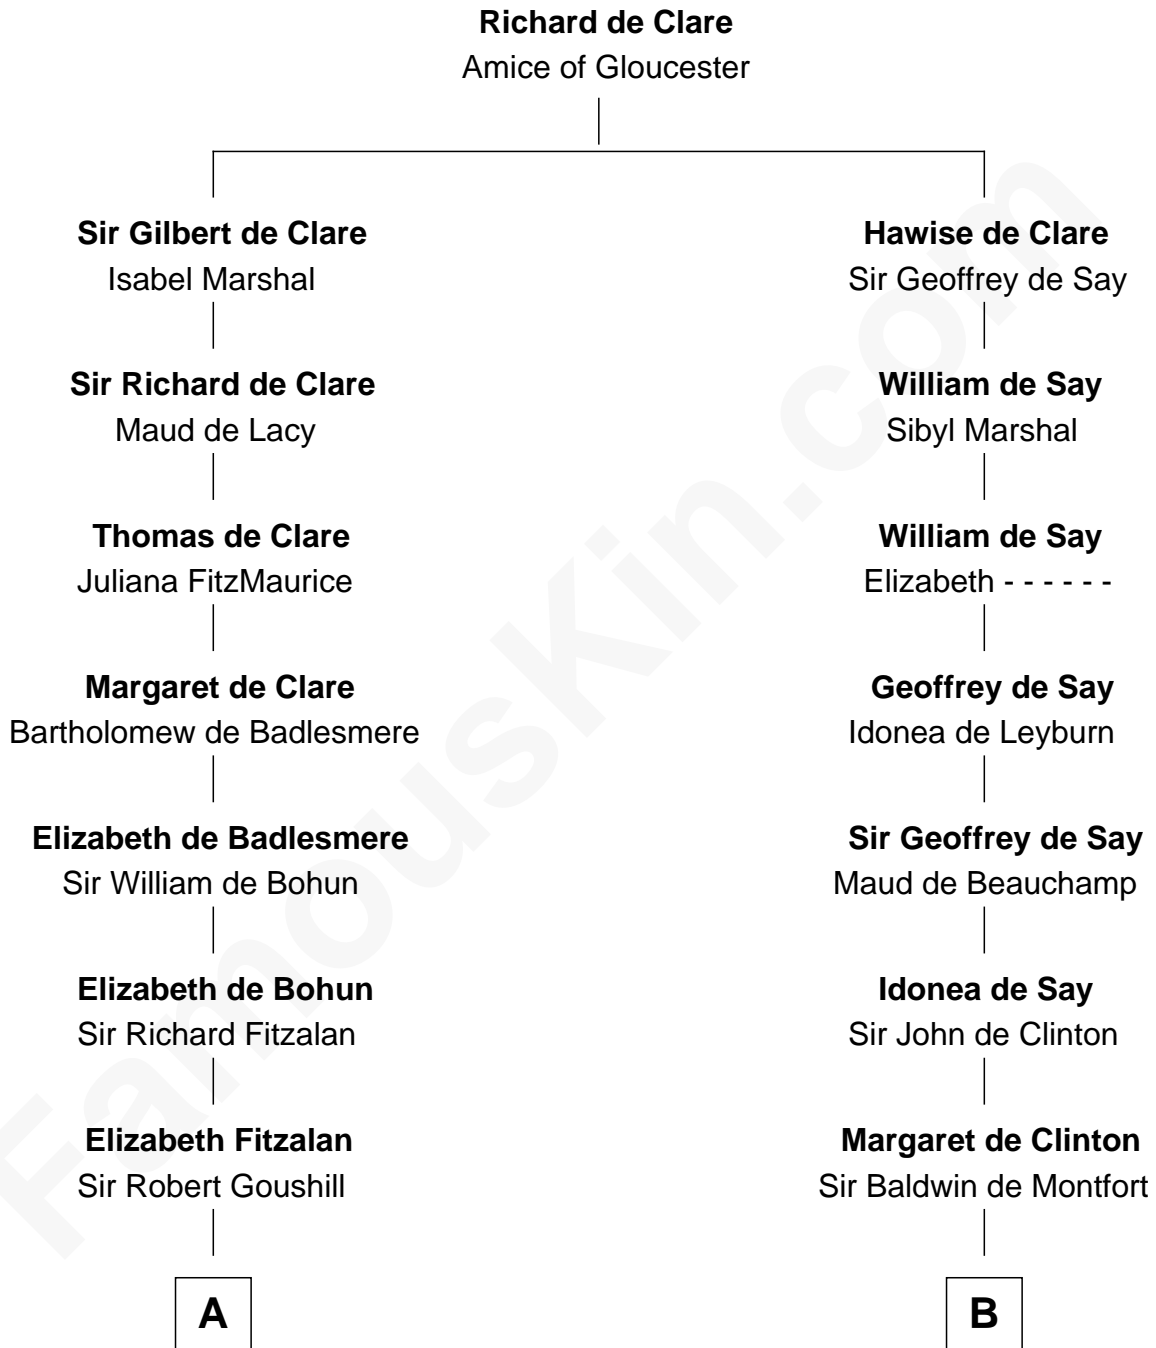 Richard de Clare
Amice of Gloucester
Sir Gilbert de Clare
Isabel Marshal
Hawise de Clare
Sir Geoffrey de Say
Sir Richard de Clare
Maud de Lacy
William de Say
Sibyl Marshal
Thomas de Clare
Juliana FitzMaurice
William de Say
Elizabeth - - - - - -
Margaret de Clare
Bartholomew de Badlesmere
Geoffrey de Say
Idonea de Leyburn
Elizabeth de Badlesmere
Sir William de Bohun
Sir Geoffrey de Say
Maud de Beauchamp
Elizabeth de Bohun
Sir Richard Fitzalan
Idonea de Say
Sir John de Clinton
Elizabeth Fitzalan
Sir Robert Goushill
Margaret de Clinton
Sir Baldwin de Montfort
A
B
FamousKin.com